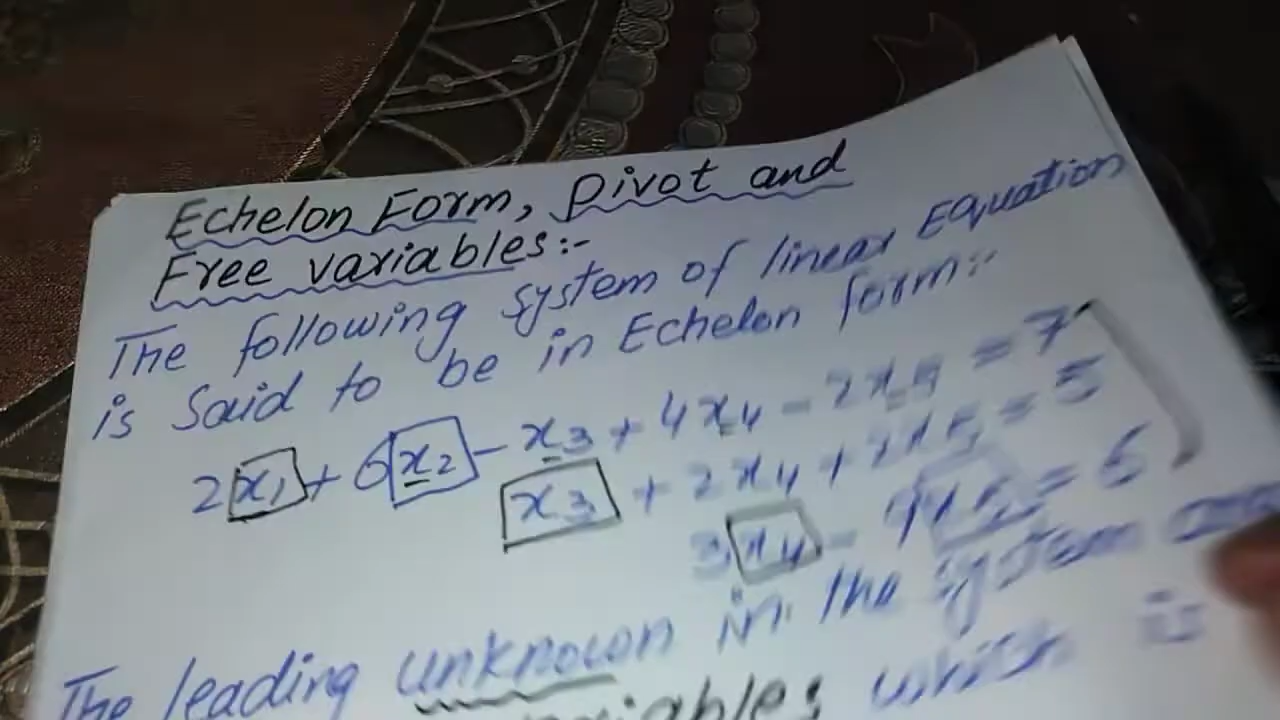 Echelon Form, Pivot and
Free variables:-
The following system of linear Equation
is Said to be in Echelon form:-
2x1 + 6x2 - x3 + 4x4 - 2x5 = 7
x3 + 2x4 + 2x5 = 5
3x4 - 9x5 = 6
The leading unknown in the system
which is